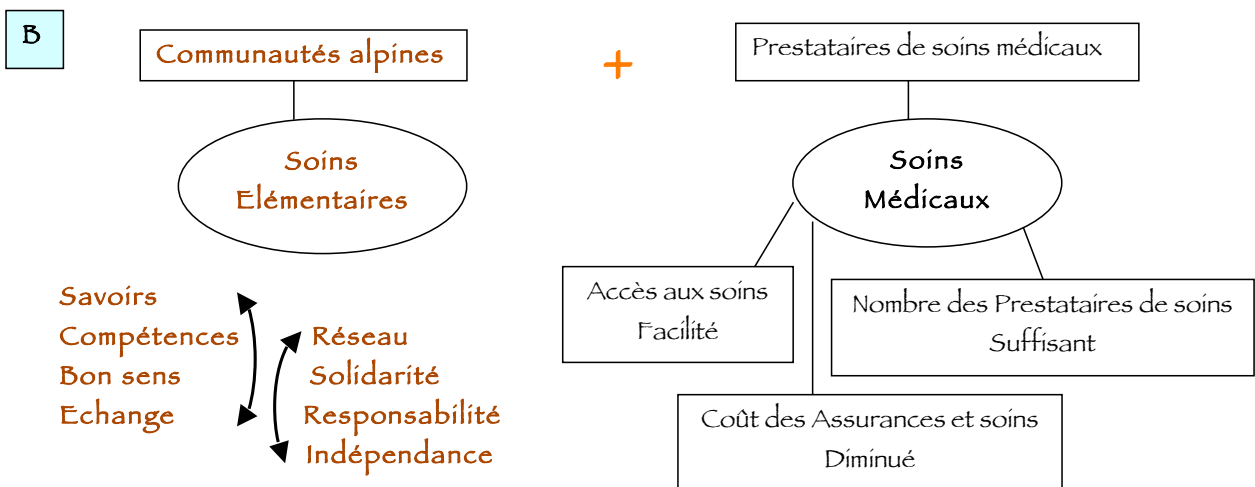 B
Communautés alpines
+
Prestataires de soins médicaux
Soins
Elémentaires
Soins
Médicaux
Savoirs
Compétences
Bon sens
Echange
Réseau
Solidarité
Responsabilité
Indépendance
Accès aux soins
Facilité
Nombre des Prestataires de soins
Suffisant
Coût des Assurances et soins
Diminué